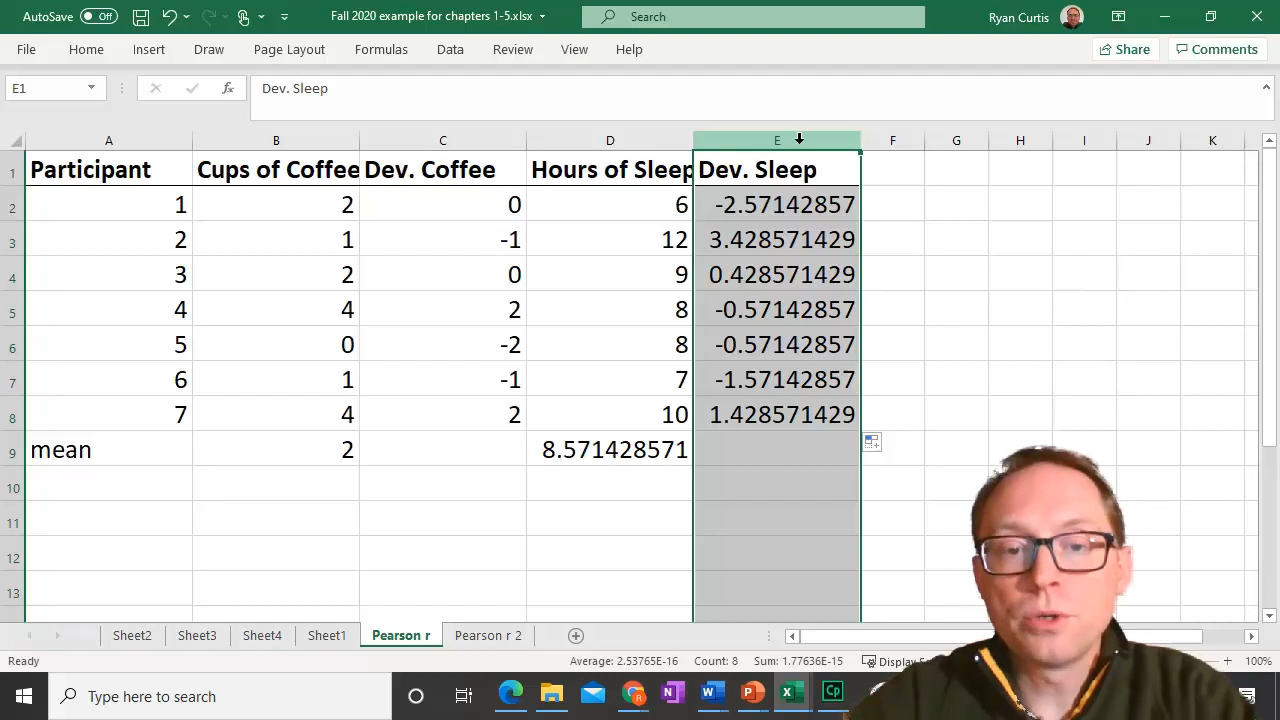 AutoSave Off Fall 2020 example for chapters 1-5.xlsx Search Ryan Curtis
File Home Insert Draw Page Layout Formulas Data Review View Help Share Comments
E1 fx Dev. Sleep
A B C D E F G H I J K
1 Participant Cups of Coffee Dev. Coffee Hours of Sleep Dev. Sleep
2 1 2 0 6 -2.57142857
3 2 1 -1 12 3.428571429
4 3 2 0 9 0.428571429
5 4 4 2 8 -0.57142857
6 5 0 -2 8 -0.57142857
7 6 1 -1 7 -1.57142857
8 7 4 2 10 1.428571429
9 mean 2 8.571428571
10
11
12
13
Sheet2 Sheet3 Sheet4 Sheet1 Pearson r Pearson r 2
Ready Average: 2.53765E-16 Count: 8 Sum: 1.77636E-15 Display 100%
Type here to search